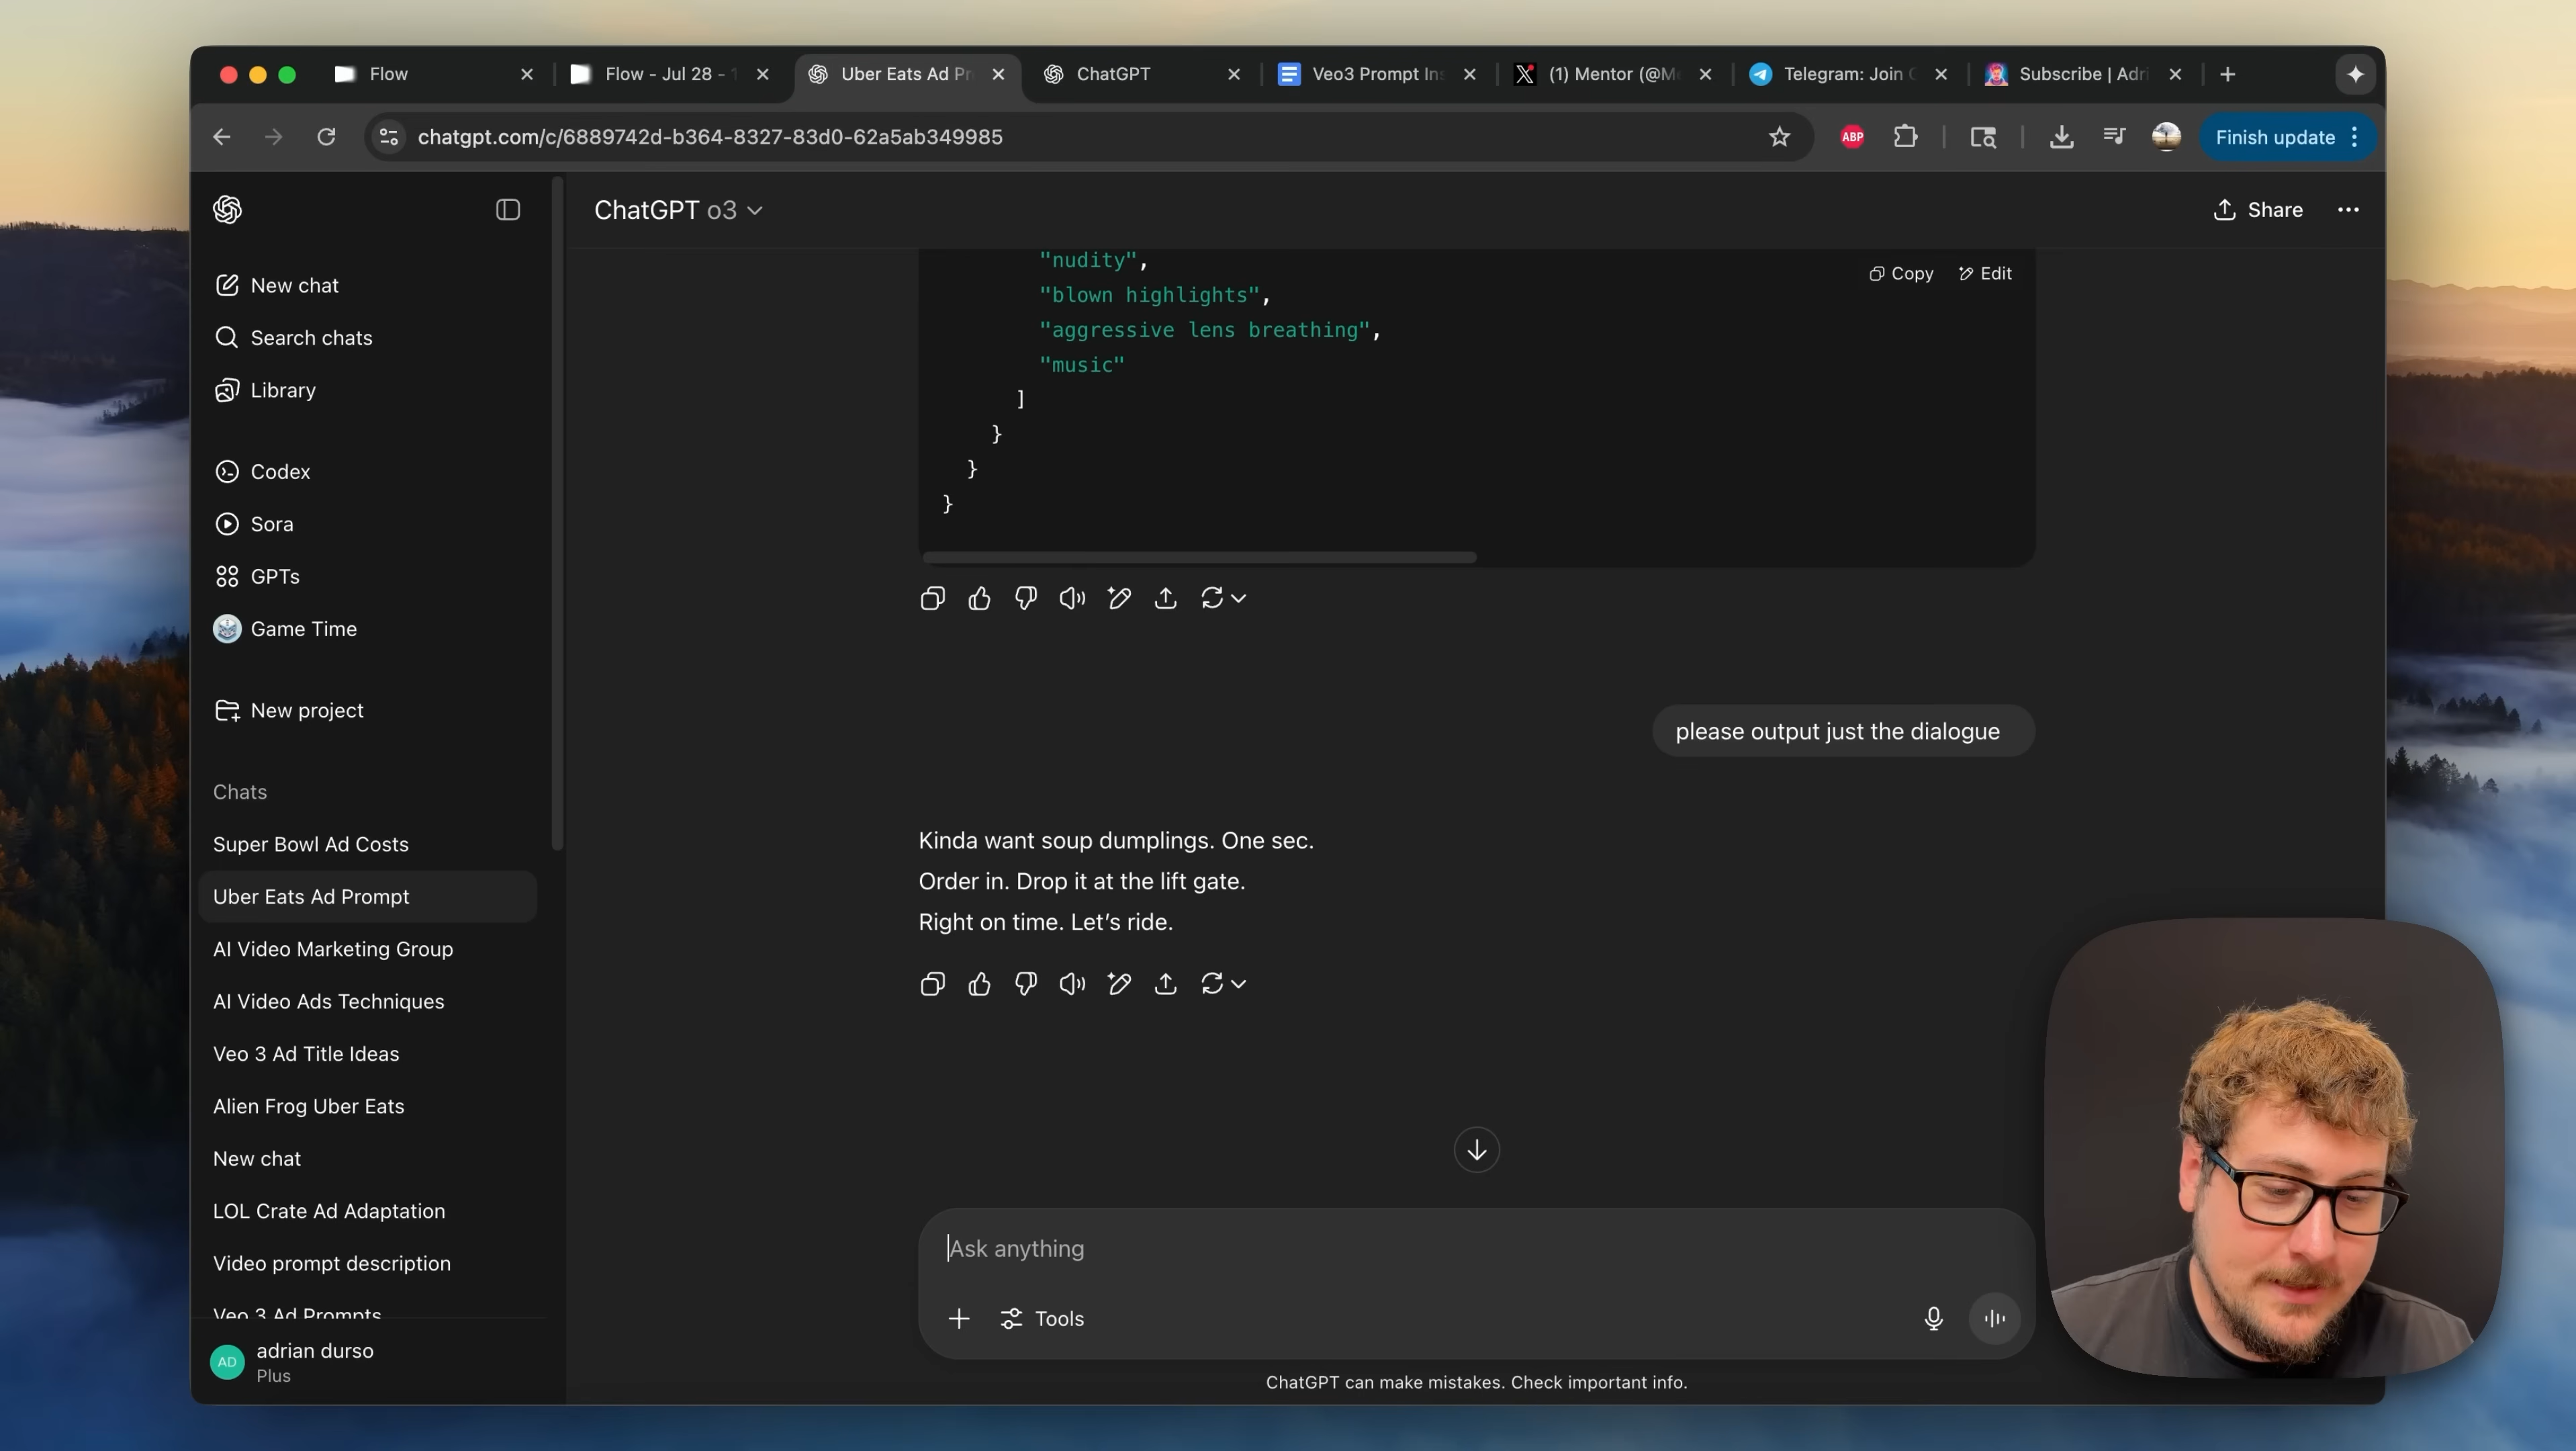 Flow
Flow - Jul 28 - 1
Uber Eats Ad Pr
ChatGPT
Veo3 Prompt Ins
(1) Mentor (@Me
Telegram: Join
Subscribe | Adri
chatgpt.com/c/6889742d-b364-8327-83d0-62a5ab349985
ABP
Finish update
ChatGPT o3
Share
New chat
Search chats
Library
Codex
Sora
GPTs
Game Time
New project
Chats
Super Bowl Ad Costs
Uber Eats Ad Prompt
AI Video Marketing Group
AI Video Ads Techniques
Veo 3 Ad Title Ideas
Alien Frog Uber Eats
New chat
LOL Crate Ad Adaptation
Video prompt description
Veo 3 Ad Prompts
AD
adrian durso
Plus
"nudity",
Copy
Edit
"blown highlights",
"aggressive lens breathing",
"music"
]
}
}
}
please output just the dialogue
Kinda want soup dumplings. One sec.
Order in. Drop it at the lift gate.
Right on time. Let’s ride.
Ask anything
Tools
ChatGPT can make mistakes. Check important info.